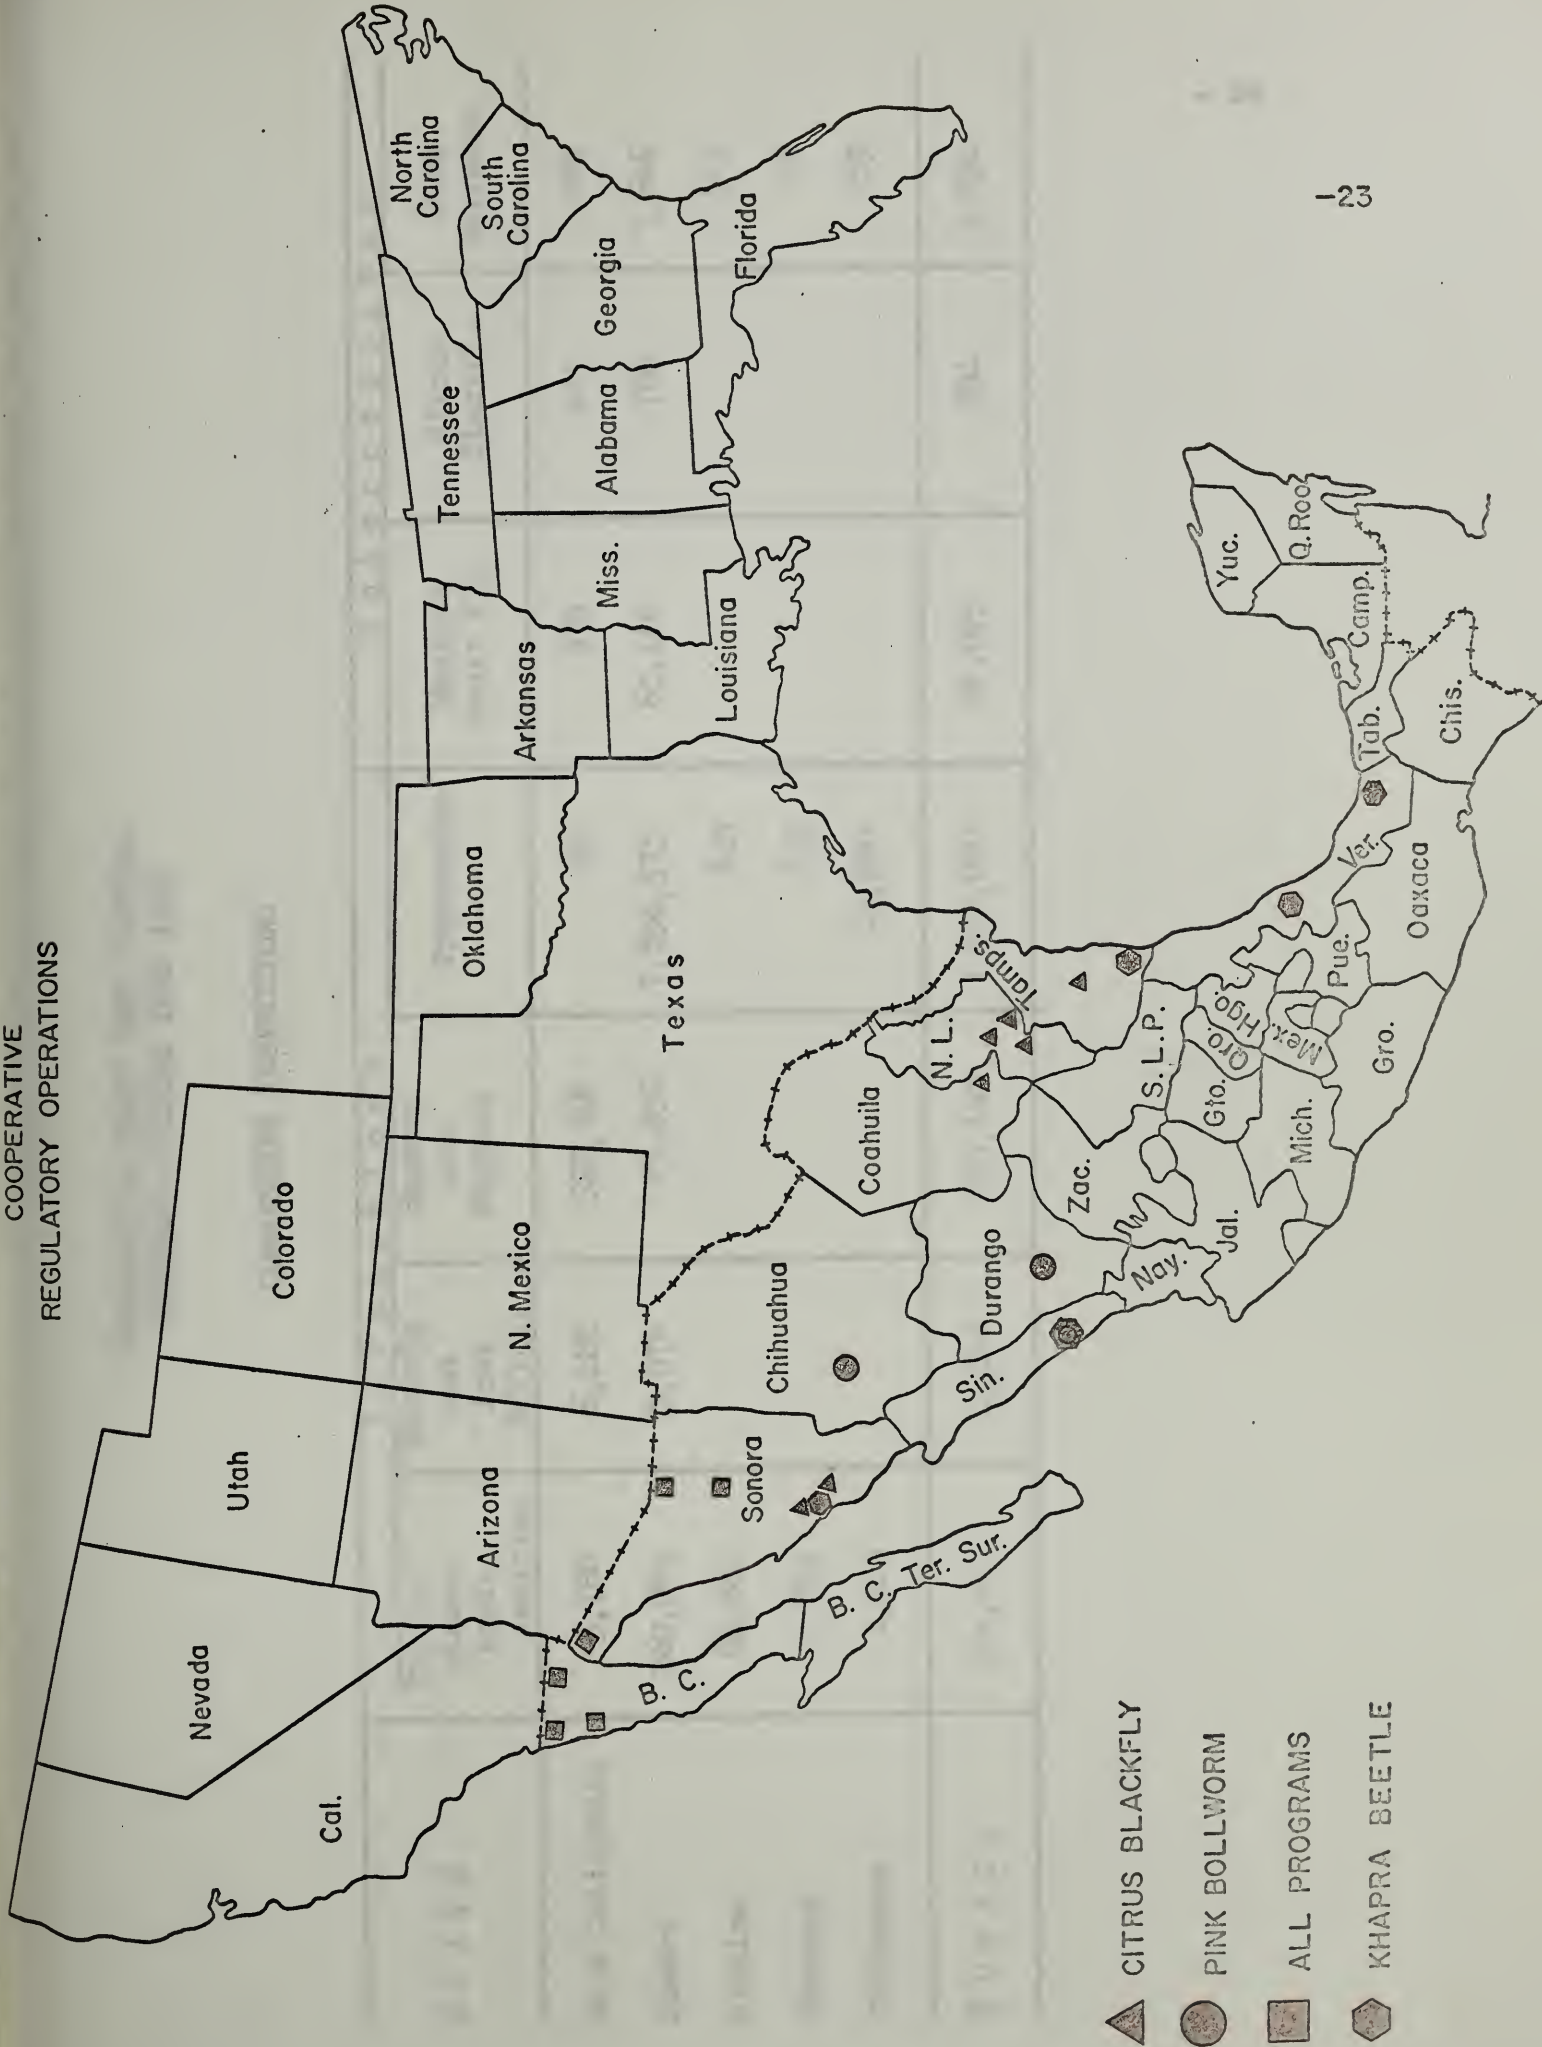 COOPERATIVE
REGULATORY OPERATIONS
Nevada
Utah
Colorado
Cal.
Arizona
N. Mexico
Oklahoma
Texas
Arkansas
Louisiana
Tennessee
Miss.
Alabama
Georgia
North
Carolina
South
Carolina
Florida
B. C.
B. C. Ter. Sur.
Sonora
Chihuahua
Coahuila
N. L.
Tamps.
Sin.
Durango
Zac.
S. L. P.
Nay.
Jal.
Gto.
Qro.
Hgo.
Mich.
Mex.
Pue.
Ver.
Gro.
Oaxaca
Tab.
Chis.
Camp.
Yuc.
Q. Roo
CITRUS BLACKFLY
PINK BOLLWORM
ALL PROGRAMS
KHAPRA BEETLE
-23